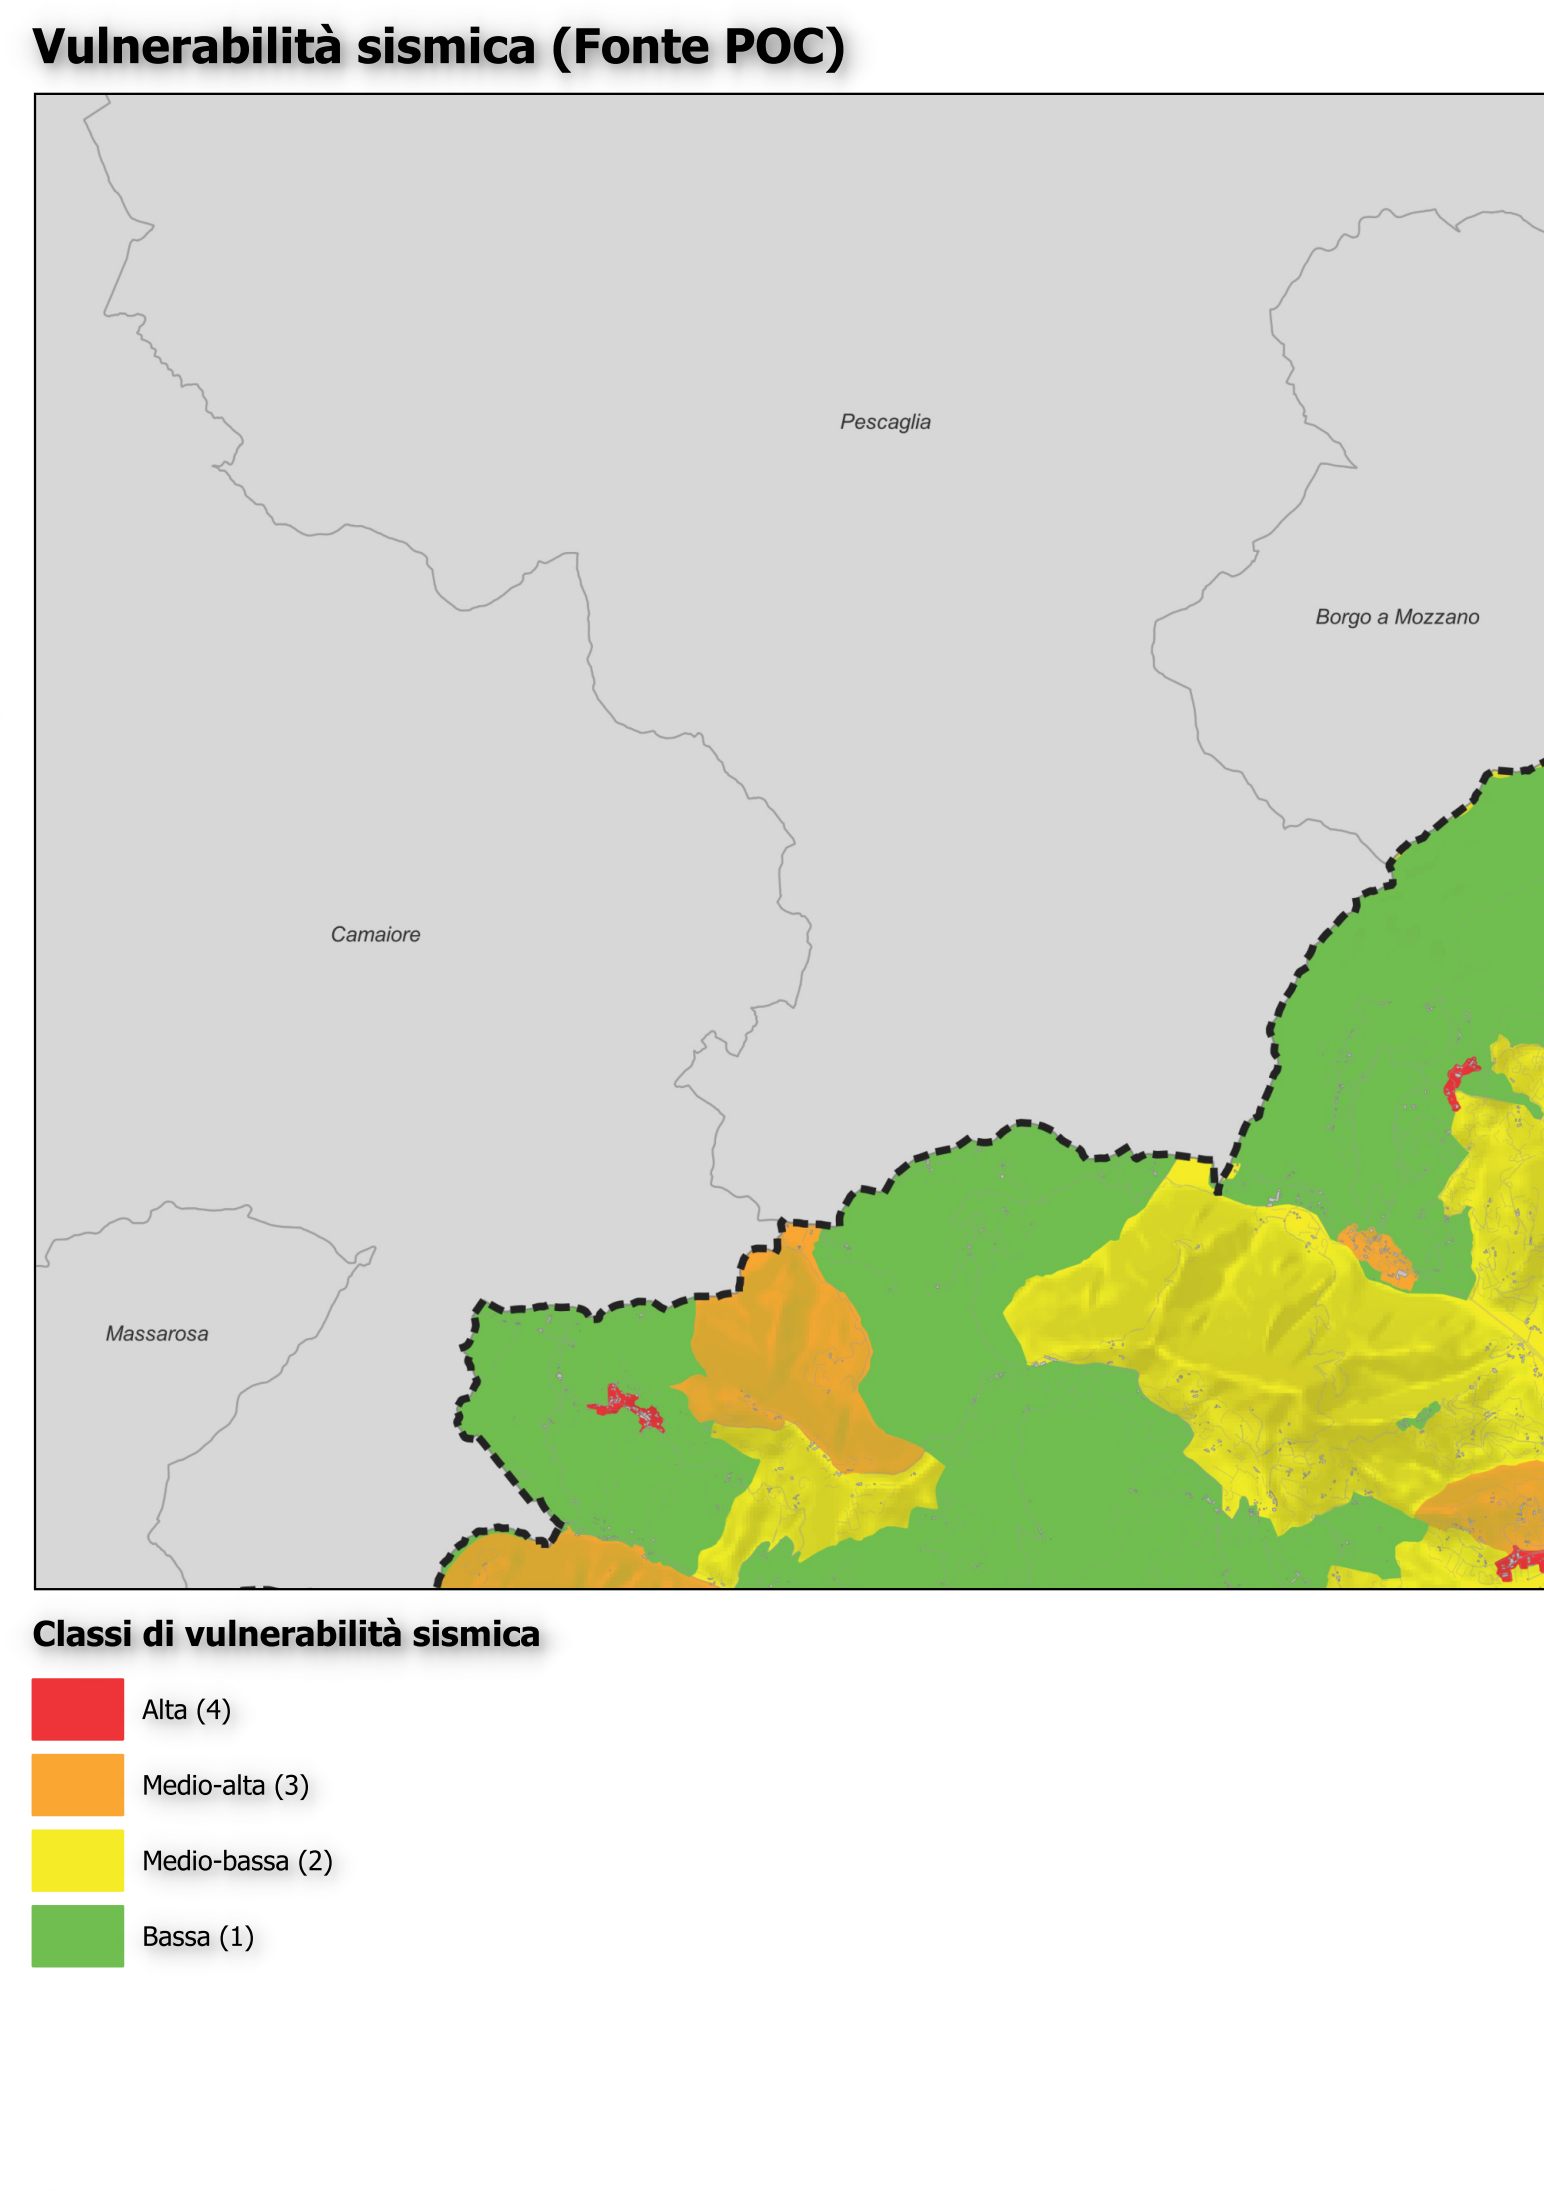 Vulnerabilità sismica (Fonte POC)
Pescaglia
Borgo a Mozzano
Camaiore
Massarosa
Classi di vulnerabilità sismica
Alta (4)
Medio-alta (3)
Medio-bassa (2)
Bassa (1)